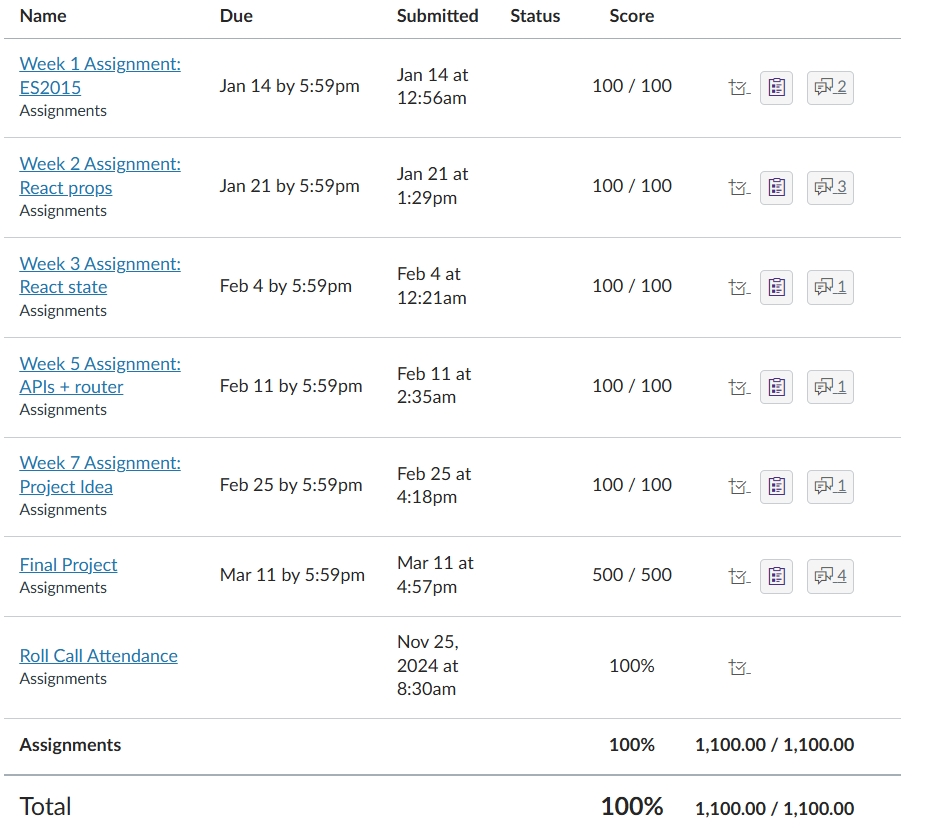 Name Due Submitted Status Score
Week 1 Assignment:
ES2015
Assignments
Jan 14 by 5:59pm
Jan 14 at
12:56am
100 / 100
2
Week 2 Assignment:
React props
Assignments
Jan 21 by 5:59pm
Jan 21 at
1:29pm
100 / 100
3
Week 3 Assignment:
React state
Assignments
Feb 4 by 5:59pm
Feb 4 at
12:21am
100 / 100
1
Week 5 Assignment:
APIs + router
Assignments
Feb 11 by 5:59pm
Feb 11 at
2:35am
100 / 100
1
Week 7 Assignment:
Project Idea
Assignments
Feb 25 by 5:59pm
Feb 25 at
4:18pm
100 / 100
1
Final Project
Assignments
Mar 11 by 5:59pm
Mar 11 at
4:57pm
500 / 500
4
Roll Call Attendance
Assignments
Nov 25,
2024 at
8:30am
100%
Assignments 100% 1,100.00 / 1,100.00
Total 100% 1,100.00 / 1,100.00